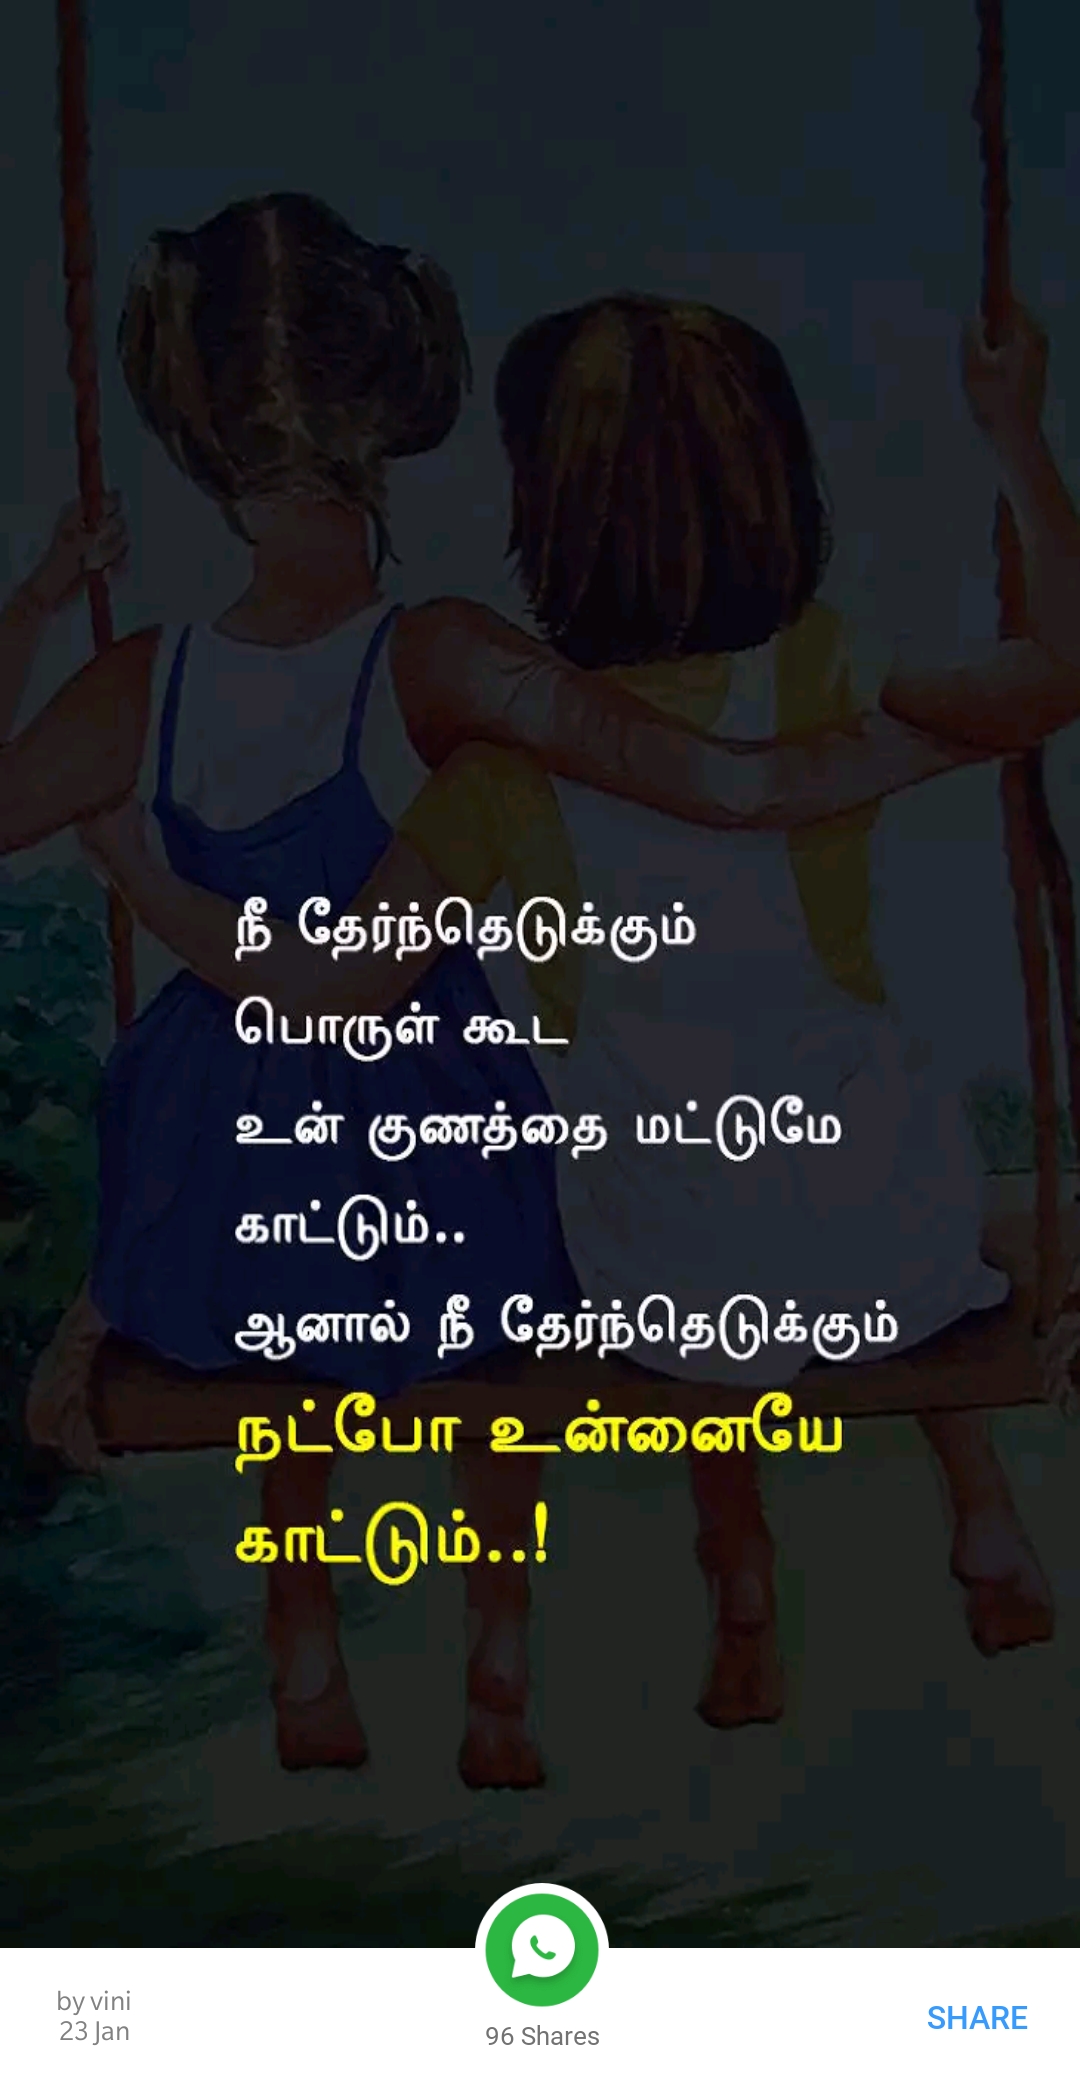 நீ தேர்ந்தெடுக்கும்
பொருள் கூட
உன் குணத்தை மட்டுமே
காட்டும்..
ஆனால் நீ தேர்ந்தெடுக்கும்
நட்போ உன்னையே
காட்டும்..!
by vini
23 Jan
96 Shares
SHARE